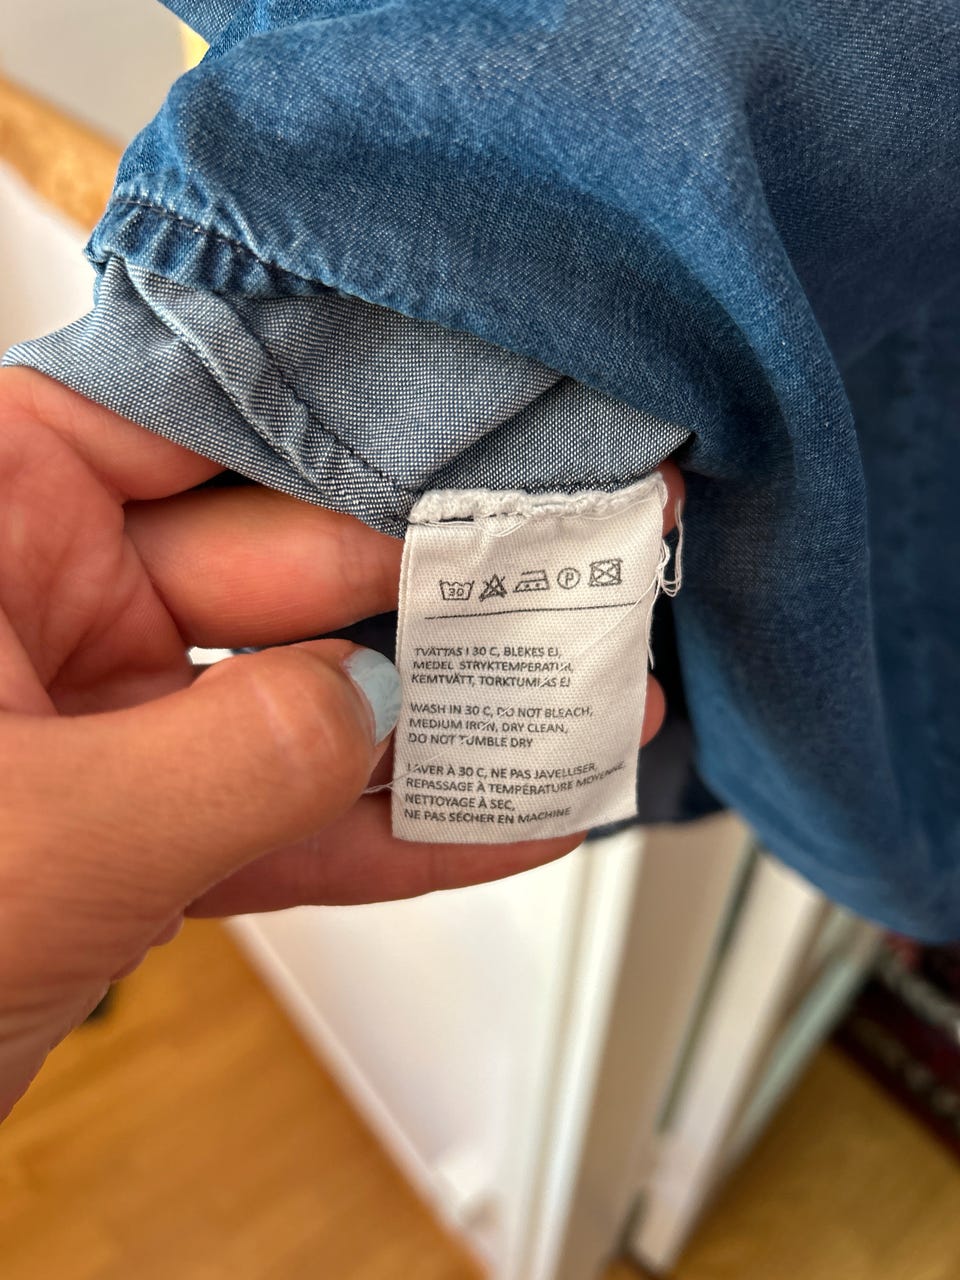 30 P
TVÄTTAS I 30 C, BLEKES EJ,
MEDEL STRYKTEMPERATUR,
KEMTVÄTT, TORKTUMLAS EJ
WASH IN 30 C, DO NOT BLEACH,
MEDIUM IRON, DRY CLEAN,
DO NOT TUMBLE DRY
LAVER À 30 C, NE PAS JAVELLISER,
REPASSAGE À TEMPÉRATURE MOYENNE,
NETTOYAGE À SEC,
NE PAS SÉCHER EN MACHINE